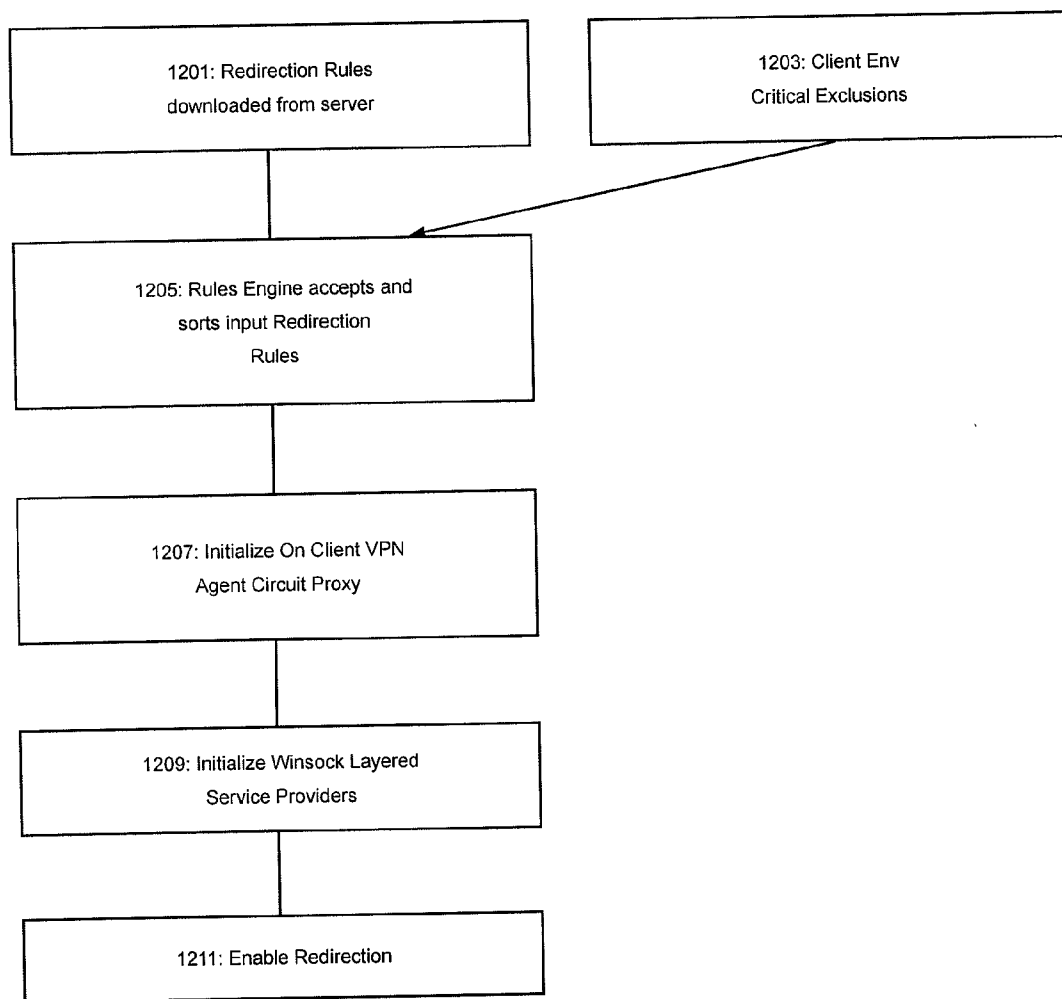 1201: Redirection Rules
downloaded from server
1203: Client Env
Critical Exclusions
1205: Rules Engine accepts and
sorts input Redirection
Rules
1207: Initialize On Client VPN
Agent Circuit Proxy
1209: Initialize Winsock Layered
Service Providers
1211: Enable Redirection